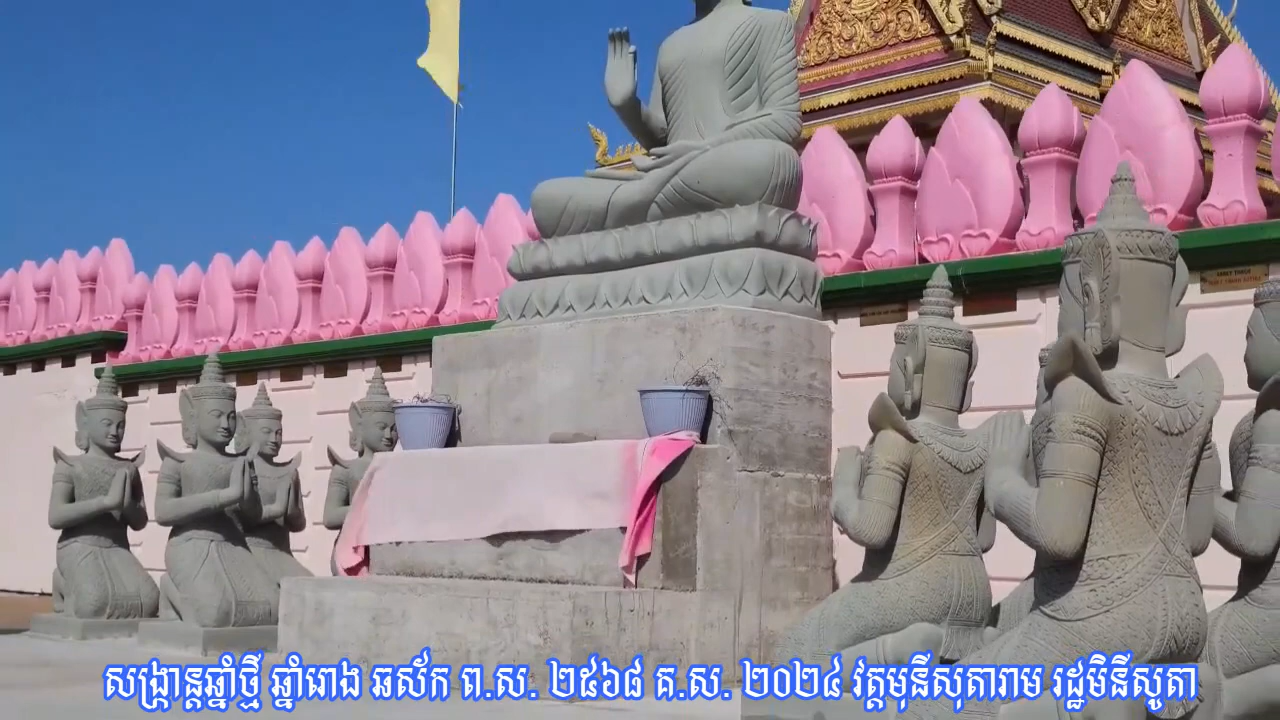 សង្ក្រាន្តឆ្នាំថ្មី ឆ្នាំរោង ឆស័ក ព.ស. ២៥៦៨ គ.ស. ២០២៤ វត្តមុនីសុតារាម រដ្ឋមិនីសូតា